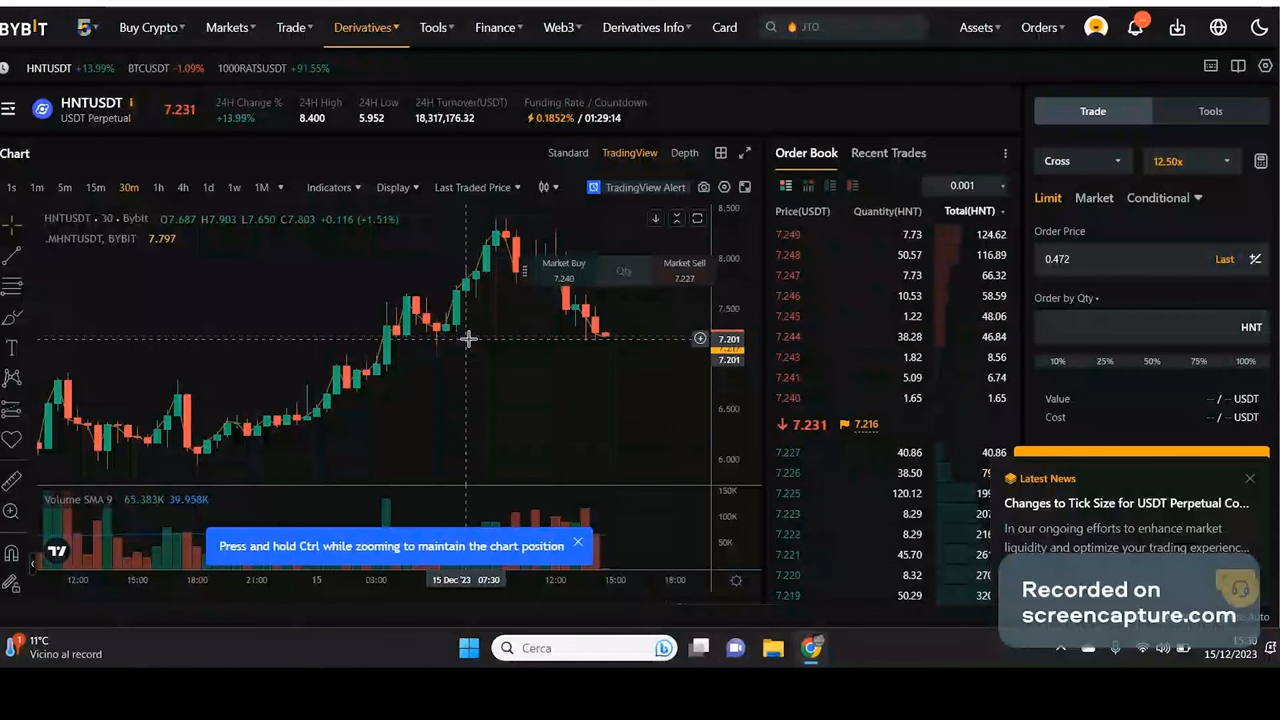 BYBIT Buy Crypto Markets Trade Derivatives Tools Finance Web3 Derivatives Info Card JTO Assets Orders
HNTUSDT +13.99% BTCUSDT -1.09% 1000RATSUSDT +91.55%
HNTUSDT
USDT Perpetual
7.231
24H Change %
+13.99%
24H High
8.400
24H Low
5.952
24H Turnover(USDT)
18,317,176.32
Funding Rate / Countdown
0.1852% / 01:29:14
Chart
Standard TradingView Depth
1s 1m 5m 15m 30m 1h 4h 1d 1w 1M Indicators Display Last Traded Price TradingView Alert
HNTUSDT · 30 · Bybit O7.687 H7.903 L7.650 C7.803 +0.116 (+1.51%)
.MHNTUSDT, BYBIT 7.797
Market Buy
7.240
Qty
Market Sell
7.227
8.500
8.000
7.500
7.201
7.201
6.500
6.000
Volume SMA 9 65.383K 39.958K
150K
100K
50K
Press and hold Ctrl while zooming to maintain the chart position
12:00 15:00 18:00 21:00 15 03:00 15 Dec '23 07:30 12:00 15:00 18:00
Order Book Recent Trades
0.001
Price(USDT) Quantity(HNT) Total(HNT)
7.249 7.73 124.62
7.248 50.57 116.89
7.247 7.73 66.32
7.246 10.53 58.59
7.245 1.22 48.06
7.244 38.28 46.84
7.243 1.82 8.56
7.241 5.09 6.74
7.240 1.65 1.65
7.231 7.216
7.227 40.86 40.86
7.226 38.50
7.225 120.12
7.223 8.29
7.222 8.29
7.221 45.70
7.220 8.32
7.219 50.29
Trade Tools
Cross 12.50x
Limit Market Conditional
Order Price
0.472 Last
Order by Qty
HNT
10% 25% 50% 75% 100%
Value -- / -- USDT
Cost -- / -- USDT
Latest News
Changes to Tick Size for USDT Perpetual Co...
In our ongoing efforts to enhance market
liquidity and optimize your trading experienc...
Recorded on
screencapture.com
11°C
Vicino al record
Cerca
15:30
15/12/2023